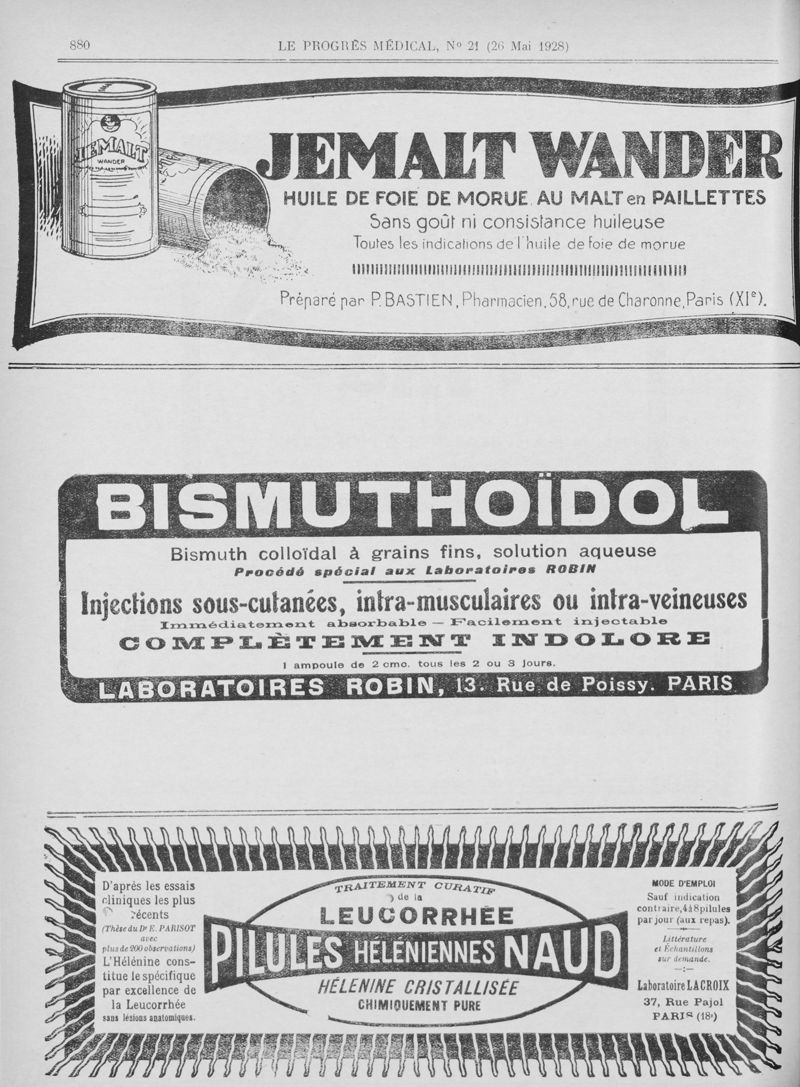 880
LE PROGRÈS MÉDICAL, Nº 21 (26 Mai 1928)
JEMALT
WANDER
JEMALT WANDER
HUILE DE FOIE DE MORUE AU MALT en PAILLETTES
Sans goût ni consistance huileuse
Toutes les indications de l'huile de foie de morue
Préparé par P. BASTIEN, Pharmacien, 58, rue de Charonne, Paris (XIe).
BISMUTHOÏDOL
Bismuth colloïdal à grains fins, solution aqueuse
Procédé spécial aux Laboratoires ROBIN
Injections sous-cutanées, intra-musculaires ou intra-veineuses
Immédiatement absorbable — Facilement injectable
COMPLÈTEMENT INDOLORE
1 ampoule de 2 cmc. tous les 2 ou 3 jours.
LABORATOIRES ROBIN, 13. Rue de Poissy. PARIS
D'après les essais
cliniques les plus
récents
(Thèse du Dr E. PARISOT
avec
plus de 200 observations)
L'Hélénine cons-
titue le spécifique
par excellence de
la Leucorrhée
sans lésions anatomiques.
TRAITEMENT CURATIF
de la
LEUCORRHÉE
PILULES HÉLÉNIENNES NAUD
HÉLENINE CRISTALLISÉE
CHIMIQUEMENT PURE
MODE D'EMPLOI
Sauf indication
contraire, 4 à 8 pilules
par jour (aux repas).
Littérature
et Échantillons
sur demande.
—:—
Laboratoire LACROIX
37, Rue Pajol
PARIS (18e)